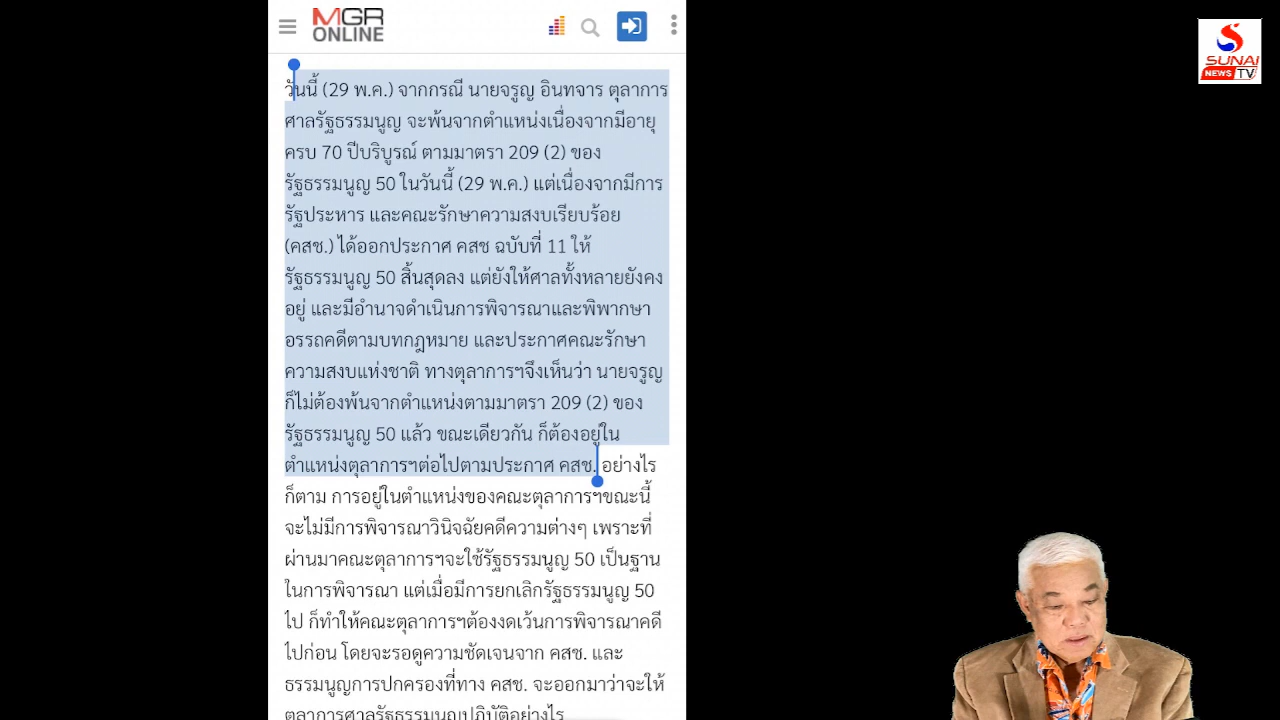 MGR
ONLINE
SUNAI
NEWS TV
วันนี้ (29 พ.ค.) จากกรณี นายจรูญ อินทจาร ตุลาการ
ศาลรัฐธรรมนูญ จะพ้นจากตำแหน่งเนื่องจากมีอายุ
ครบ 70 ปีบริบูรณ์ ตามมาตรา 209 (2) ของ
รัฐธรรมนูญ 50 ในวันนี้ (29 พ.ค.) แต่เนื่องจากมีการ
รัฐประหาร และคณะรักษาความสงบเรียบร้อย
(คสช.) ได้ออกประกาศ คสช ฉบับที่ 11 ให้
รัฐธรรมนูญ 50 สิ้นสุดลง แต่ยังให้ศาลทั้งหลายยังคง
อยู่ และมีอำนาจดำเนินการพิจารณาและพิพากษา
อรรถคดีตามบทกฎหมาย และประกาศคณะรักษา
ความสงบแห่งชาติ ทางตุลาการฯจึงเห็นว่า นายจรูญ
ก็ไม่ต้องพ้นจากตำแหน่งตามมาตรา 209 (2) ของ
รัฐธรรมนูญ 50 แล้ว ขณะเดียวกัน ก็ต้องอยู่ใน
ตำแหน่งตุลาการฯต่อไปตามประกาศ คสช. อย่างไร
ก็ตาม การอยู่ในตำแหน่งของคณะตุลาการฯขณะนี้
จะไม่มีการพิจารณาวินิจฉัยคดีความต่างๆ เพราะที่
ผ่านมาคณะตุลาการฯจะใช้รัฐธรรมนูญ 50 เป็นฐาน
ในการพิจารณา แต่เมื่อมีการยกเลิกรัฐธรรมนูญ 50
ไป ก็ทำให้คณะตุลาการฯต้องงดเว้นการพิจารณาคดี
ไปก่อน โดยจะรอดูความชัดเจนจาก คสช. และ
ธรรมนูญการปกครองที่ทาง คสช. จะออกมาว่าจะให้
ตุลาการศาลรัฐธรรมนูญปฏิบัติอย่างไร